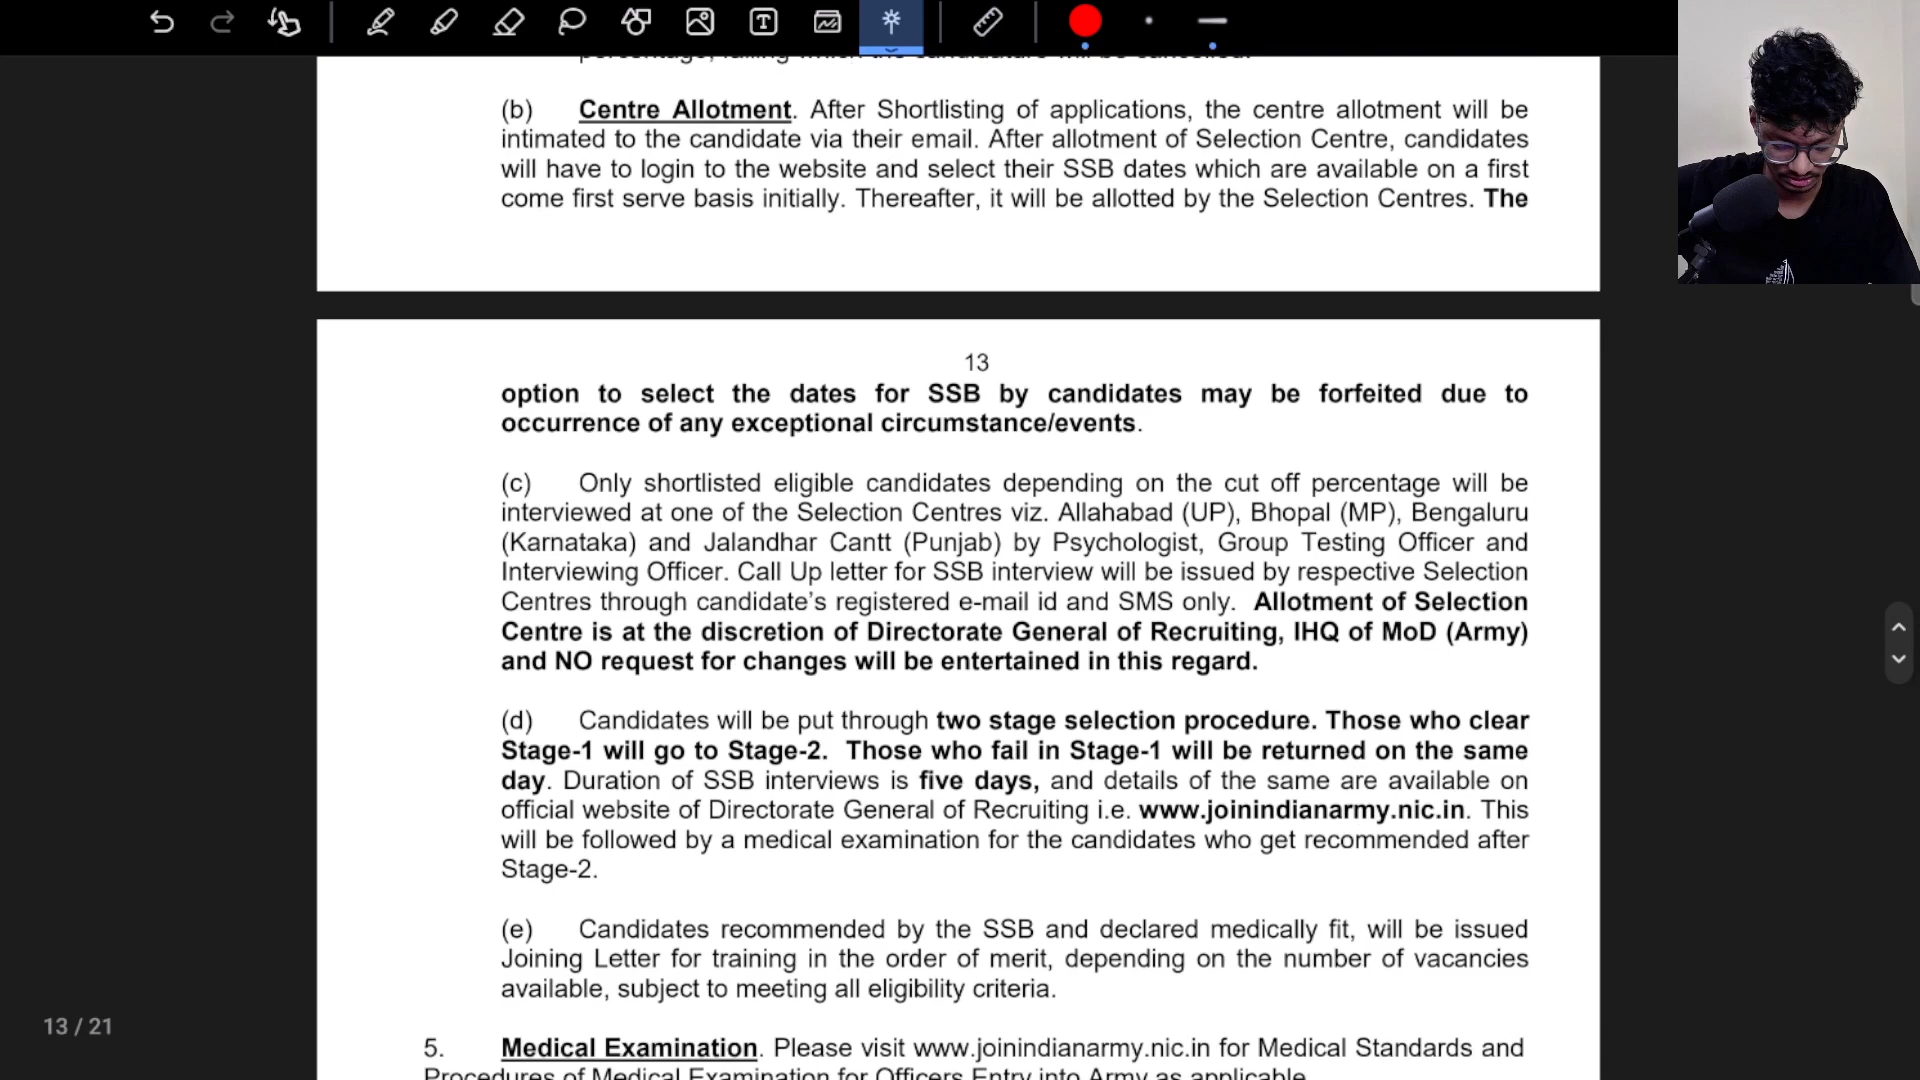 (b) Centre Allotment. After Shortlisting of applications, the centre allotment will be
intimated to the candidate via their email. After allotment of Selection Centre, candidates
will have to login to the website and select their SSB dates which are available on a first
come first serve basis initially. Thereafter, it will be allotted by the Selection Centres. The
13
option to select the dates for SSB by candidates may be forfeited due to
occurrence of any exceptional circumstance/events.
(c) Only shortlisted eligible candidates depending on the cut off percentage will be
interviewed at one of the Selection Centres viz. Allahabad (UP), Bhopal (MP), Bengaluru
(Karnataka) and Jalandhar Cantt (Punjab) by Psychologist, Group Testing Officer and
Interviewing Officer. Call Up letter for SSB interview will be issued by respective Selection
Centres through candidate’s registered e-mail id and SMS only. Allotment of Selection
Centre is at the discretion of Directorate General of Recruiting, IHQ of MoD (Army)
and NO request for changes will be entertained in this regard.
(d) Candidates will be put through two stage selection procedure. Those who clear
Stage-1 will go to Stage-2. Those who fail in Stage-1 will be returned on the same
day. Duration of SSB interviews is five days, and details of the same are available on
official website of Directorate General of Recruiting i.e. www.joinindianarmy.nic.in. This
will be followed by a medical examination for the candidates who get recommended after
Stage-2.
(e) Candidates recommended by the SSB and declared medically fit, will be issued
Joining Letter for training in the order of merit, depending on the number of vacancies
available, subject to meeting all eligibility criteria.
13 / 21
5. Medical Examination. Please visit www.joinindianarmy.nic.in for Medical Standards and
Procedures of Medical Examination for Officers Entry into Army as applicable.